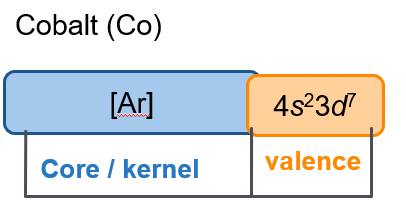 Cobalt (Co)
[Ar] 4s²3d⁷
Core / kernel valence